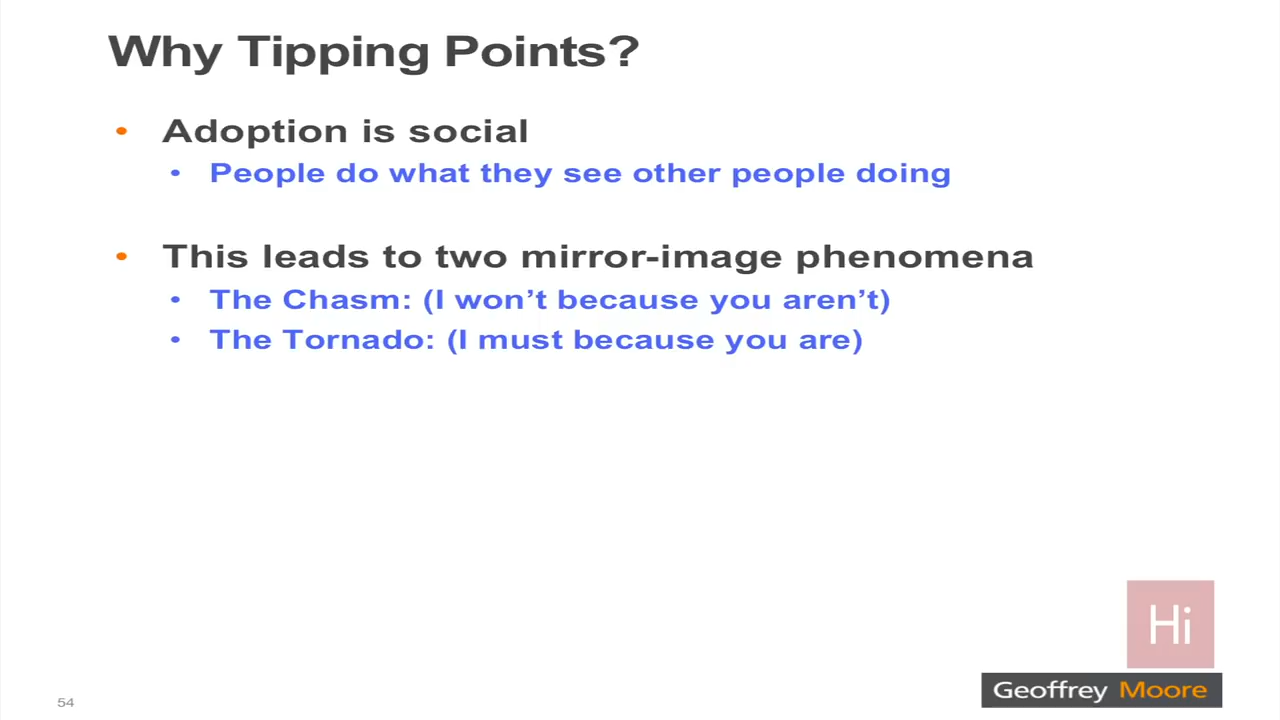 Why Tipping Points?
• Adoption is social
• People do what they see other people doing
• This leads to two mirror-image phenomena
• The Chasm: (I won’t because you aren’t)
• The Tornado: (I must because you are)
Hi
Geoffrey Moore
54